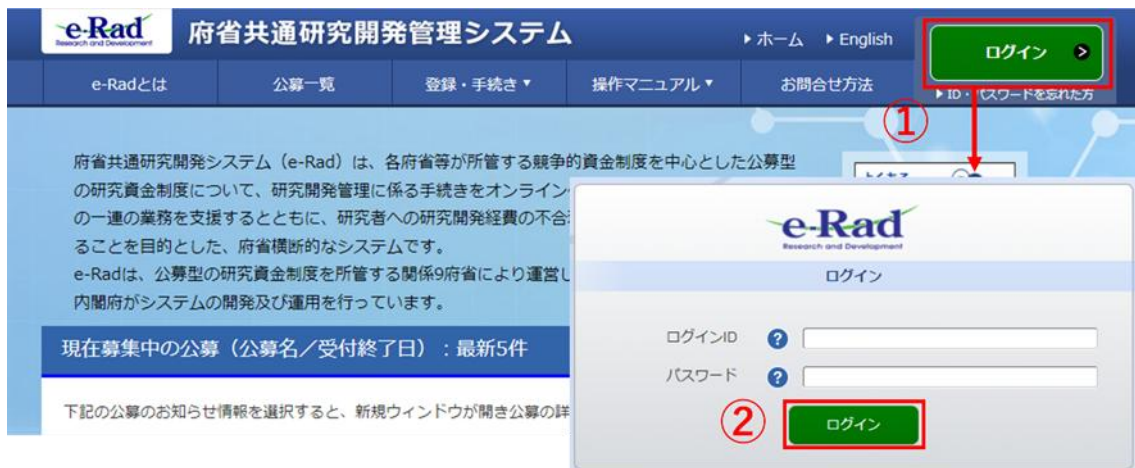 e-Rad
Research and Development
府省共通研究開発管理システム
ホーム
English
ログイン
ID・パスワードを忘れた方
e-Radとは
公募一覧
登録・手続き▼
操作マニュアル▼
お問合せ方法
①
府省共通研究開発システム（e-Rad）は、各府省等が所管する競争的資金制度を中心とした公募型
の研究資金制度について、研究開発管理に係る手続きをオンライン
の一連の業務を支援するとともに、研究者への研究開発経費の不合
ることを目的とした、府省横断的なシステムです。
e-Radは、公募型の研究資金制度を所管する関係9府省により運営し
内閣府がシステムの開発及び運用を行っています。
現在募集中の公募（公募名／受付終了日）：最新5件
下記の公募のお知らせ情報を選択すると、新規ウィンドウが開き公募の詳
e-Rad
Research and Development
ログイン
ログインID
パスワード
②
ログイン